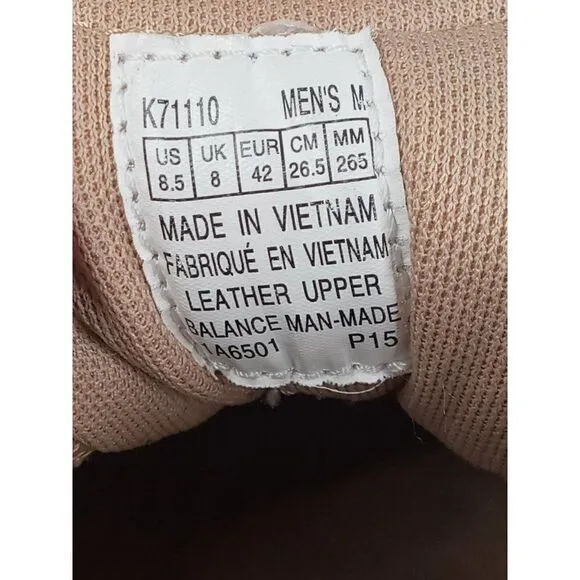 K71110 MEN'S M
US UK EUR CM MM
8.5 8 42 26.5 265
MADE IN VIETNAM
FABRIQUÉ EN VIETNAM
LEATHER UPPER
BALANCE MAN-MADE
1A6501 P15